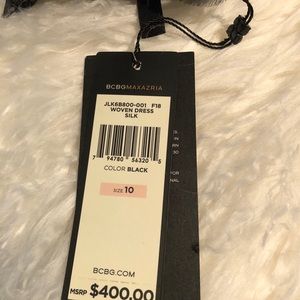 BCBGMAXAZRIA
JLK6B800-001 F18
WOVEN DRESS
SILK
7 94780 56320 5
COLOR BLACK
SIZE 10
BCBG.COM
MSRP $400.00